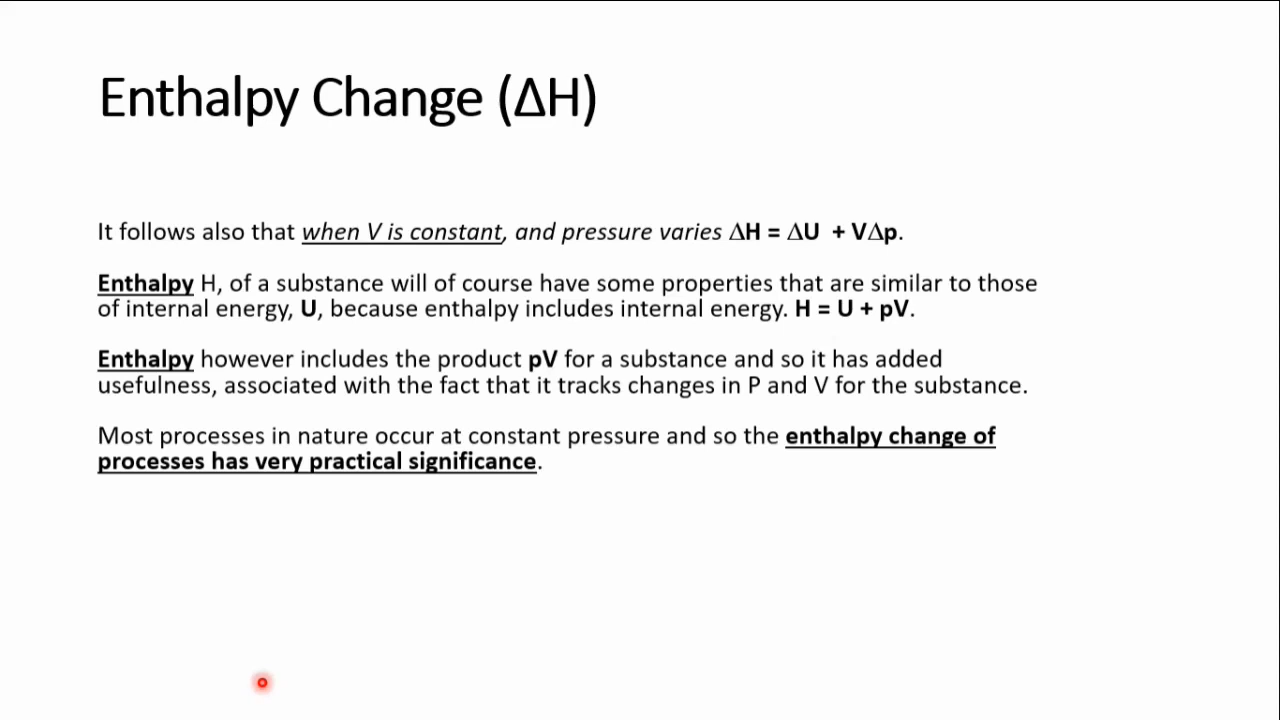 Enthalpy Change (ΔH)
It follows also that when V is constant, and pressure varies ΔH = ΔU + VΔp.
Enthalpy H, of a substance will of course have some properties that are similar to those
of internal energy, U, because enthalpy includes internal energy. H = U + pV.
Enthalpy however includes the product pV for a substance and so it has added
usefulness, associated with the fact that it tracks changes in P and V for the substance.
Most processes in nature occur at constant pressure and so the enthalpy change of
processes has very practical significance.